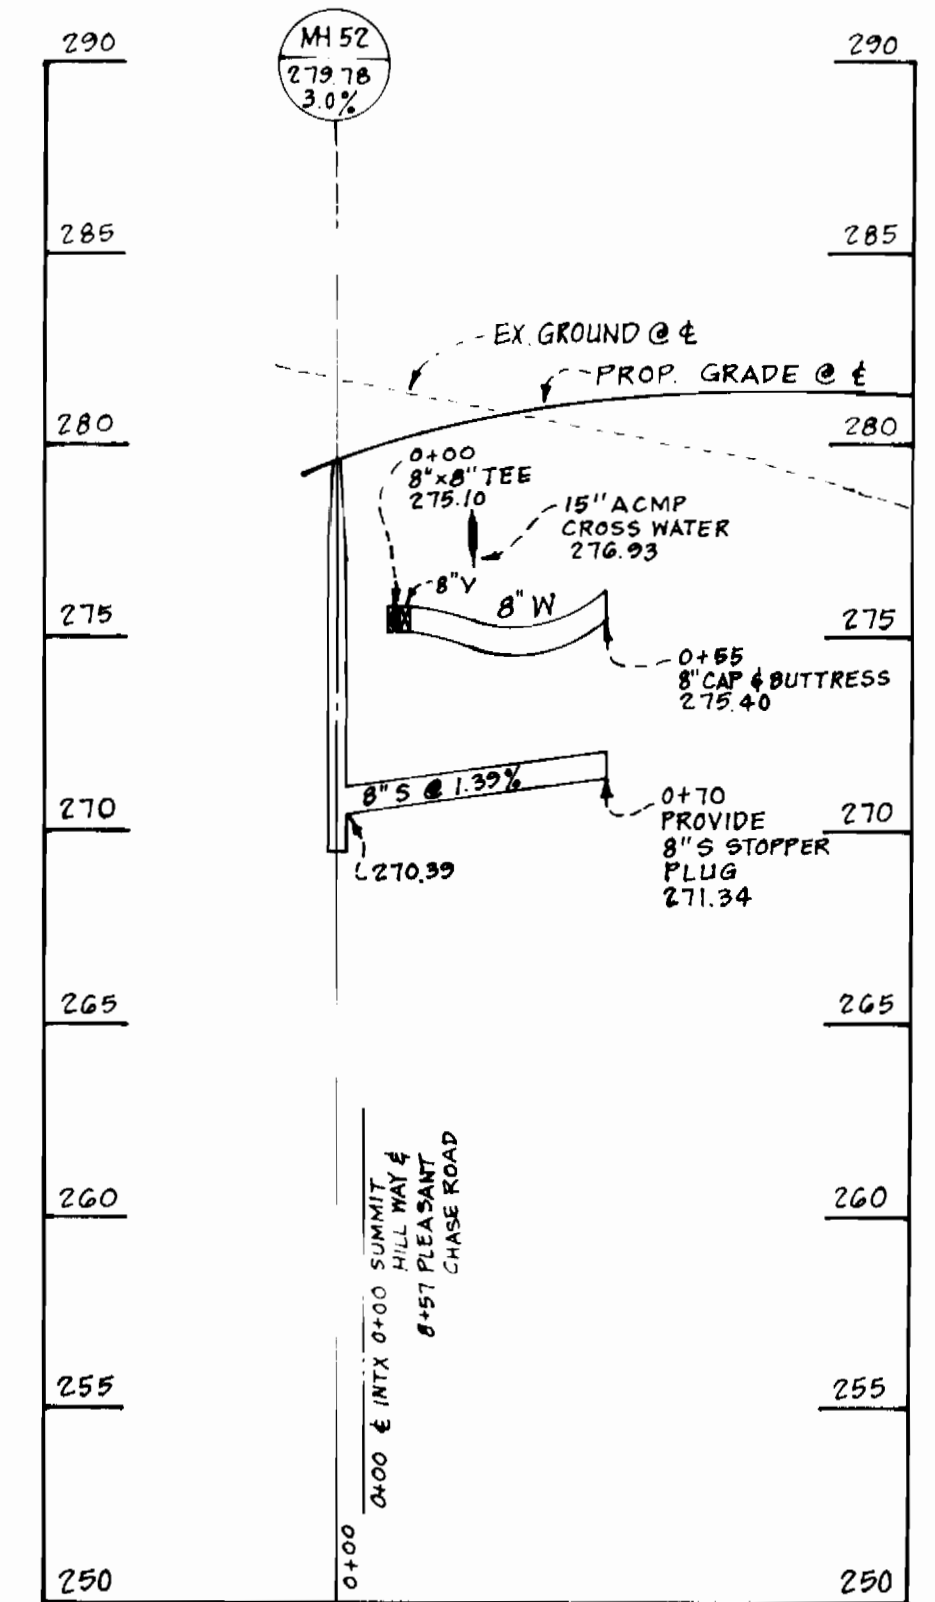 MH 52
279.78
3.0%
290
290
285
285
EX. GROUND @ ℄
PROP. GRADE @ ℄
280
280
0+00
8"x8" TEE
275.10
15" ACMP
CROSS WATER
276.93
8"V
8" W
275
275
0+55
8" CAP & BUTTRESS
275.40
8" S @ 1.39%
270
270
0+70
PROVIDE
8" S STOPPER
PLUG
271.34
270.39
265
265
260
260
0+00 ℄ INTX 0+00 SUMMIT
HILL WAY &
8+57 PLEASANT
CHASE ROAD
255
255
0+00
250
250